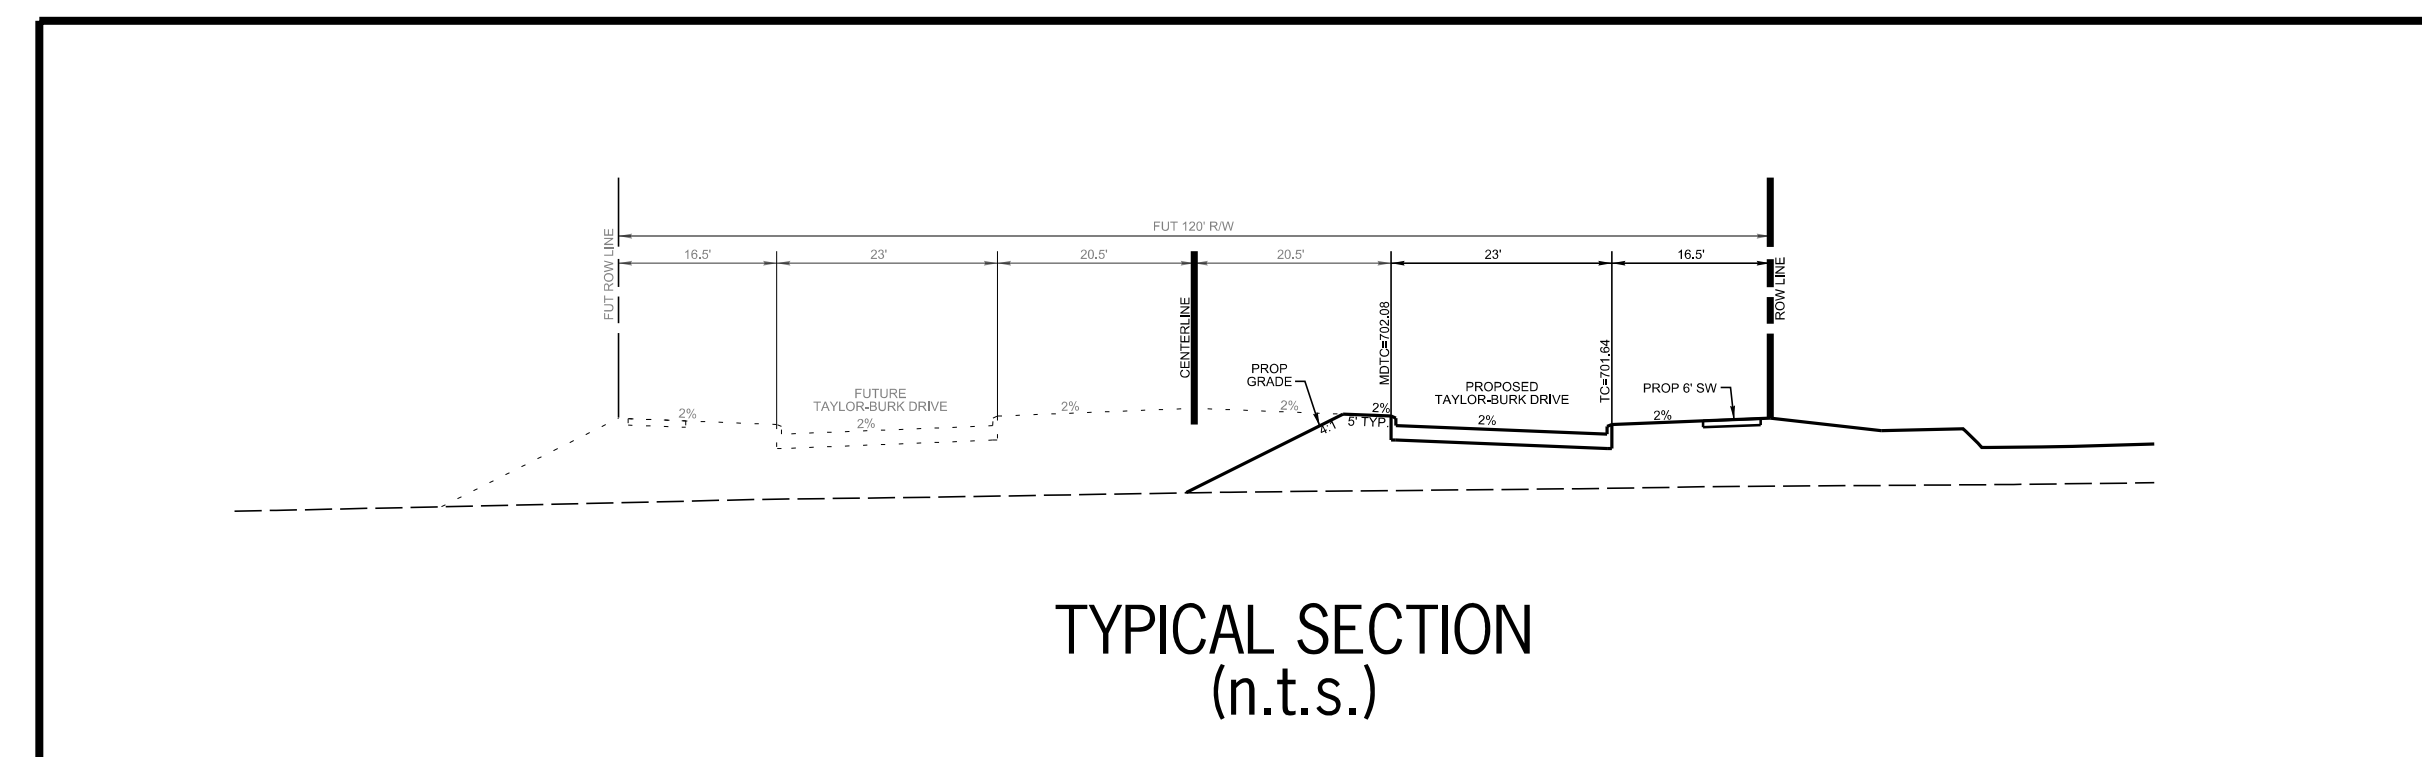 FUT 120' R/W
16.5'
23'
20.5'
20.5'
23'
16.5'
FUT ROW LINE
CENTERLINE
MDTC=702.08
TC=701.64
ROW LINE
PROP
GRADE
FUTURE
TAYLOR-BURK DRIVE
PROPOSED
TAYLOR-BURK DRIVE
PROP 6' SW
2%
2%
2%
2%
2%
2%
2%
4:1
5' TYP.
TYPICAL SECTION
(n.t.s.)